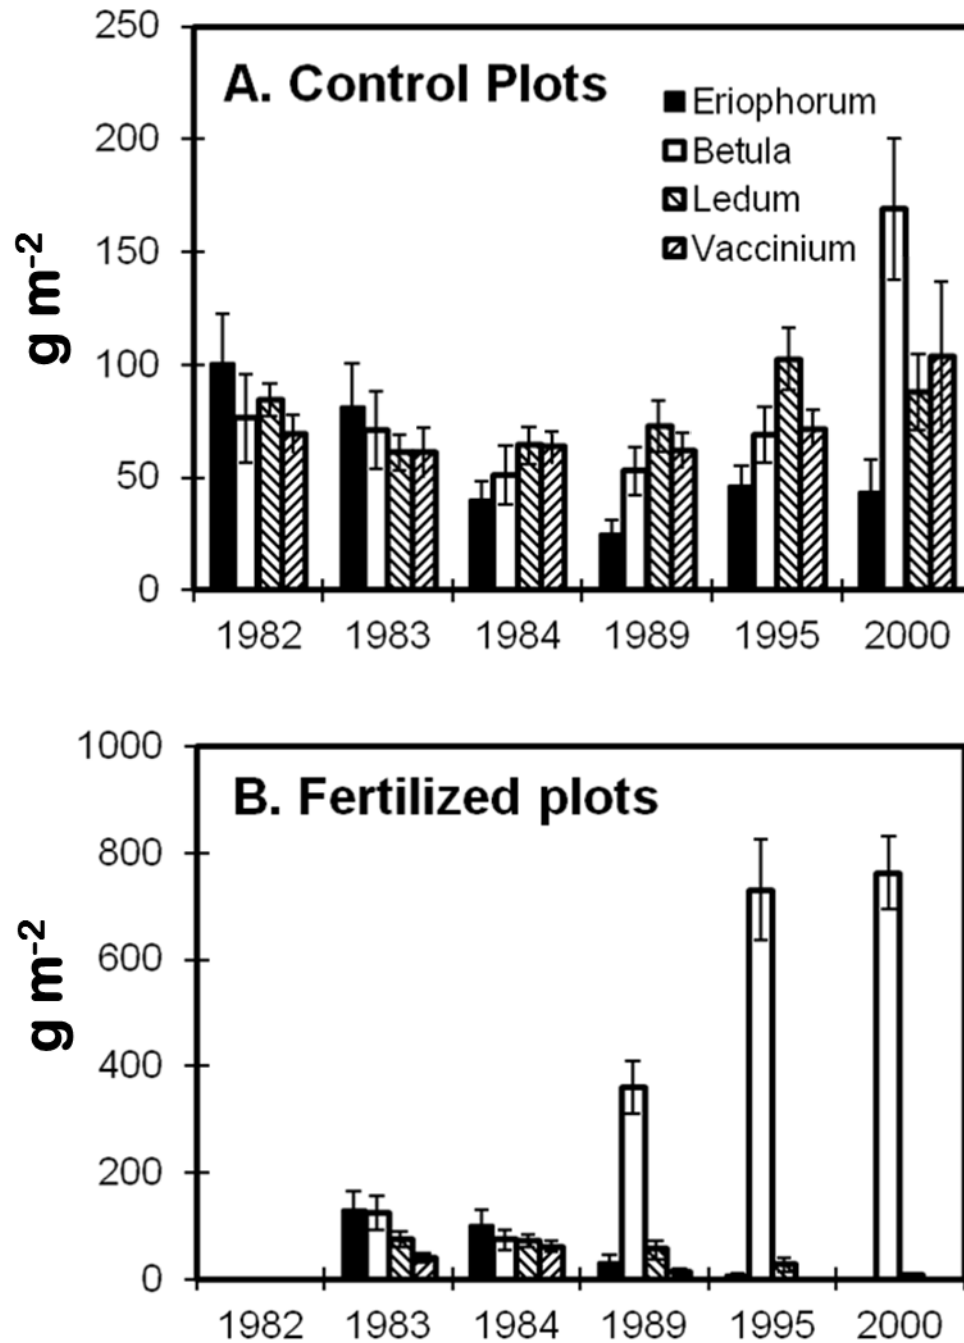 250
A. Control Plots
Eriophorum
200
Betula
Ledum
150
Vaccinium
g m-2
100
50
0
1982 1983 1984 1989 1995 2000
1000
B. Fertilized plots
800
g m-2
600
400
200
0
1982 1983 1984 1989 1995 2000